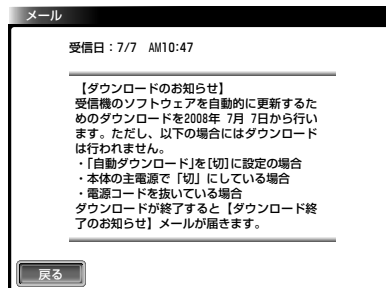 メール
受信日：7/7 AM10:47
【ダウンロードのお知らせ】
受信機のソフトウェアを自動的に更新するた
めのダウンロードを2008年 7月 7日から行い
ます。ただし、以下の場合にはダウンロード
は行われません。
・｢自動ダウンロード｣を[切]に設定の場合
・本体の主電源で「切」にしている場合
・電源コードを抜いている場合
ダウンロードが終了すると【ダウンロード終
了のお知らせ】メールが届きます。
戻る